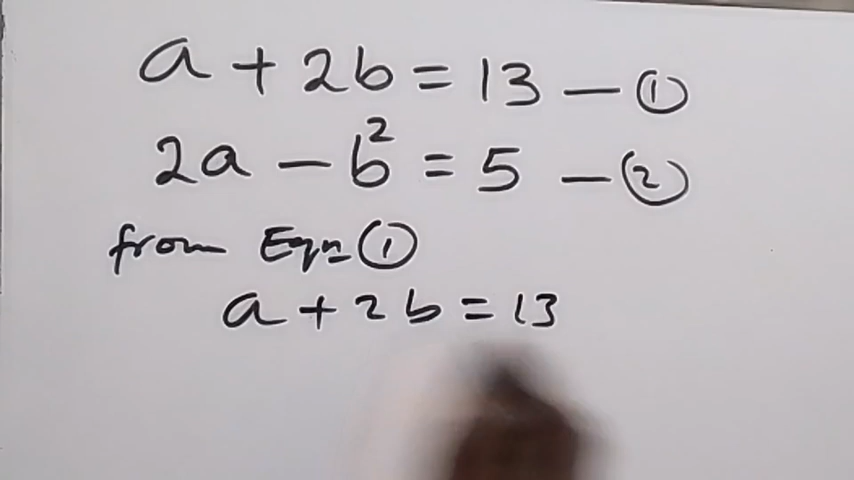 a + 2b = 13 — ①
2a − b² = 5 — ②
from Eqn ①
a + 2b = 13